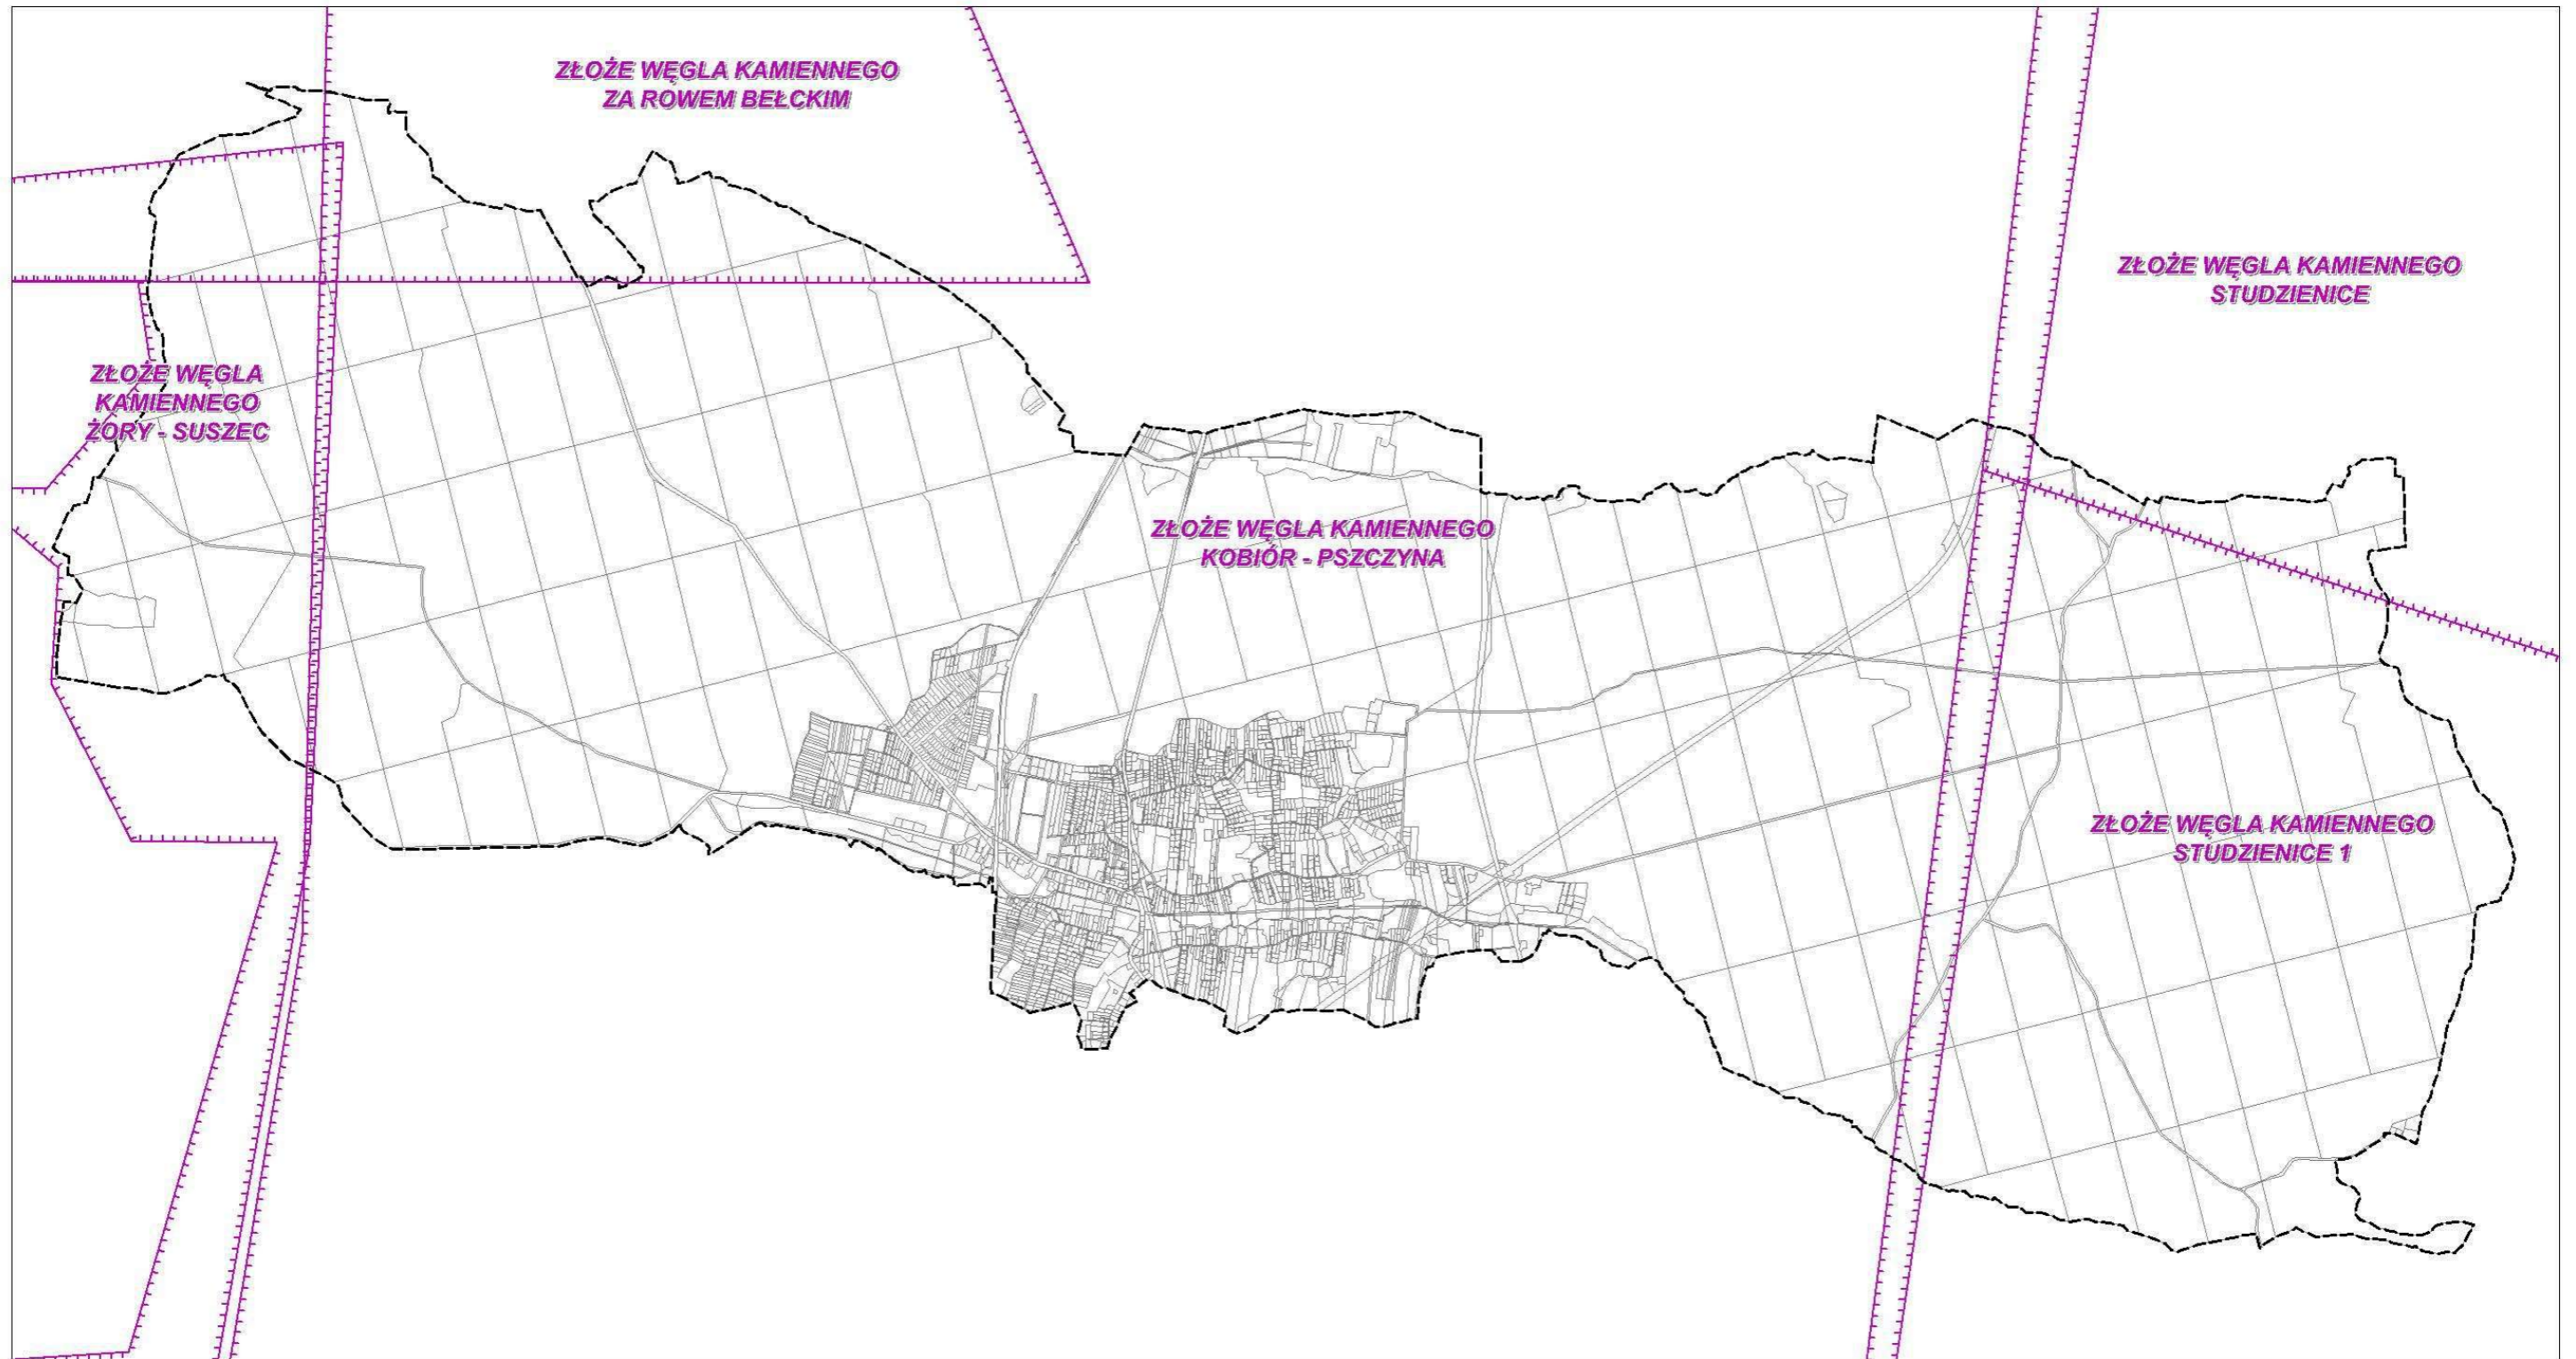 ZŁOŻE WĘGLA KAMIENNEGO
ZA ROWEM BEŁCKIM
ZŁOŻE WĘGLA KAMIENNEGO
STUDZIENICE
ZŁOŻE WĘGLA
KAMIENNEGO
ŻORY - SUSZEC
ZŁOŻE WĘGLA KAMIENNEGO
KOBIÓR - PSZCZYNA
ZŁOŻE WĘGLA KAMIENNEGO
STUDZIENICE 1